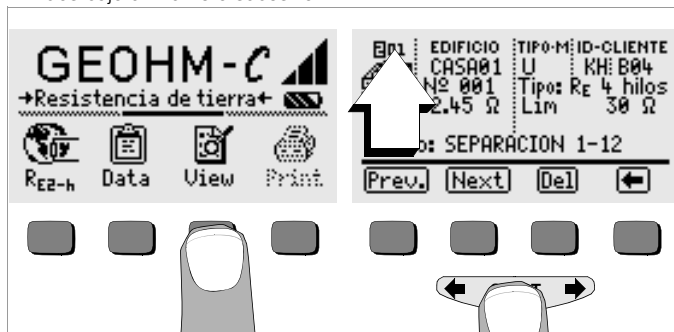 GEOHM-C
→Resistencia de tierra←
RE2-h Data View Print
201 EDIFICIO TIPO-M ID-CLIENTE
CASA01 U KH: B04
Nº 001 Tipo: RE 4 hilos
2.45 Ω Lim 30 Ω
: SEPARACION 1-12
Prev. Next Del